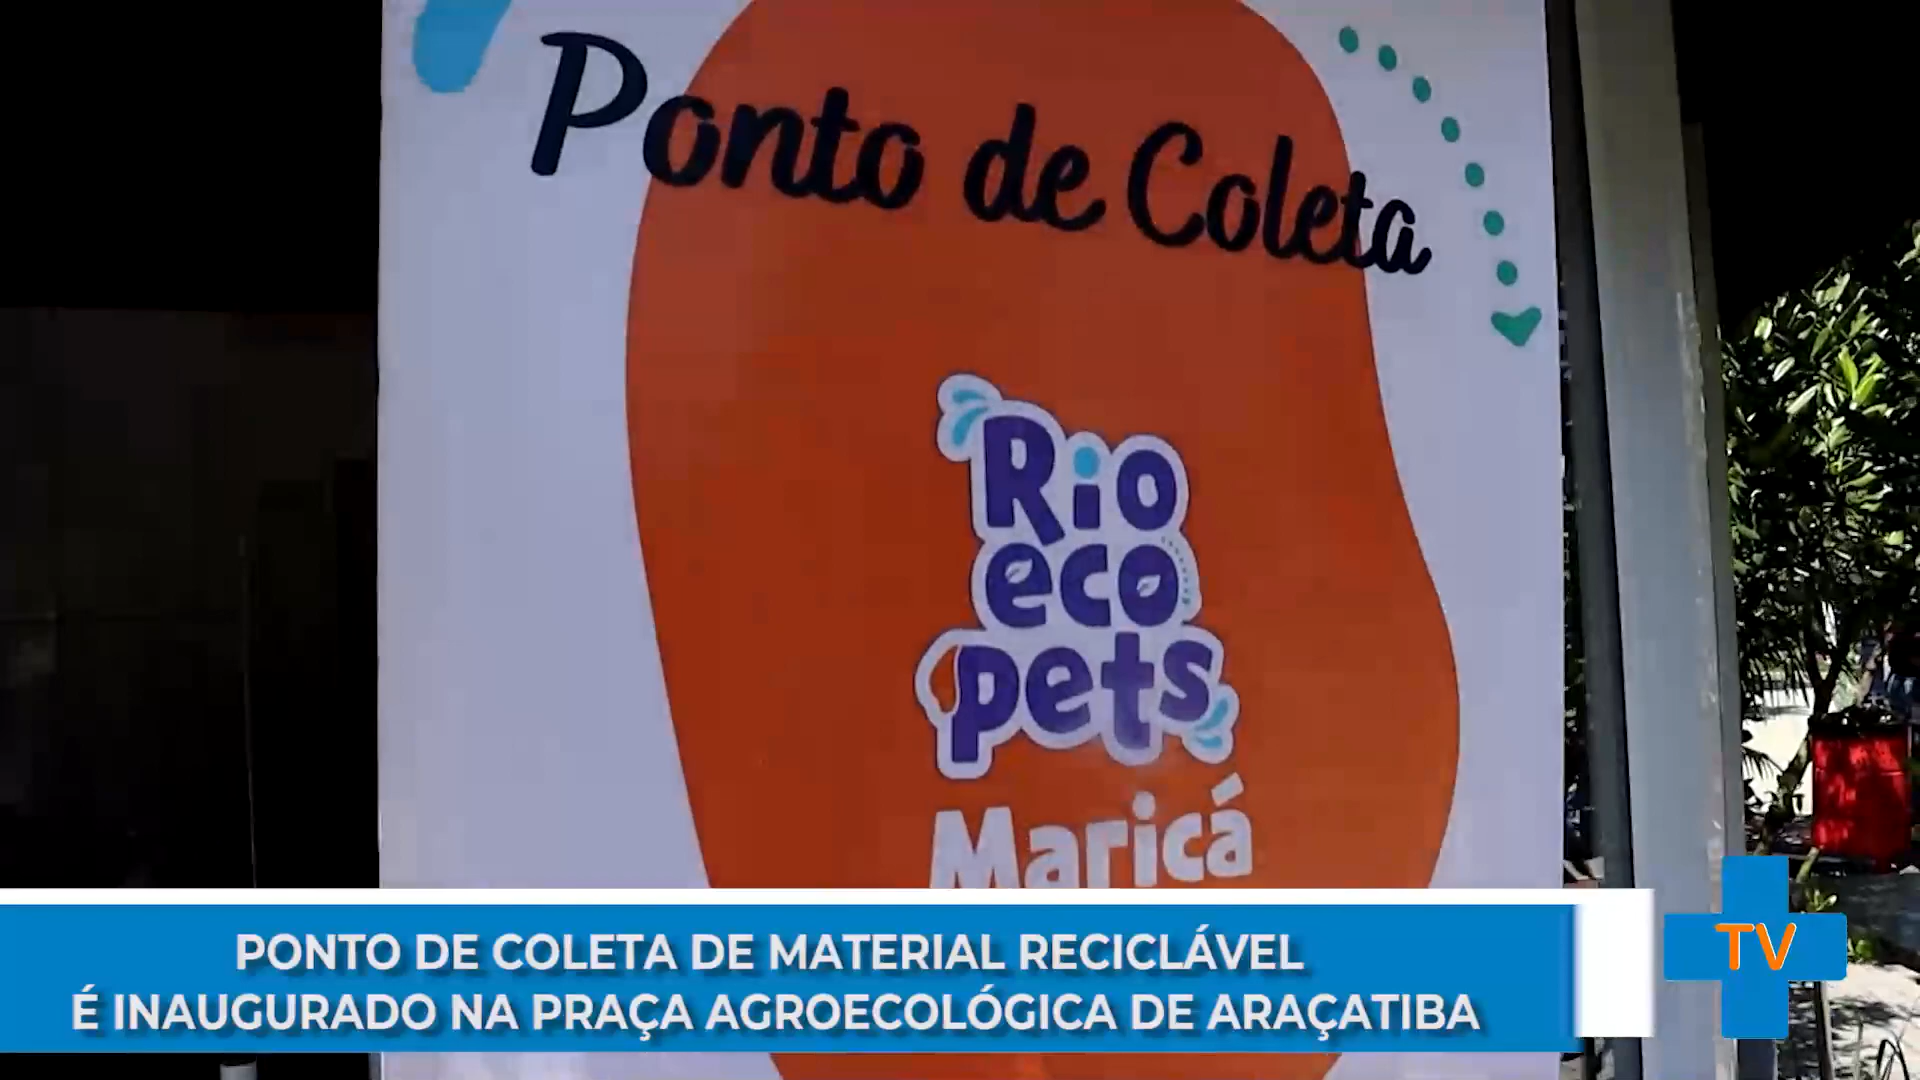 Ponto de Coleta
Rio
eco
pets
Maricá
PONTO DE COLETA DE MATERIAL RECICLÁVEL
É INAUGURADO NA PRAÇA AGROECOLÓGICA DE ARAÇATIBA
TV